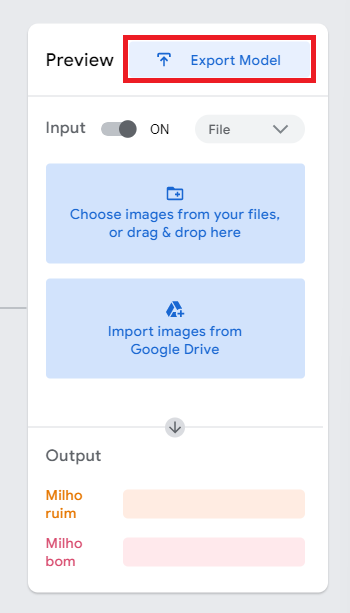 Preview
Export Model
Input
ON
File
Choose images from your files,
or drag & drop here
Import images from
Google Drive
Output
Milho
ruim
Milho
bom